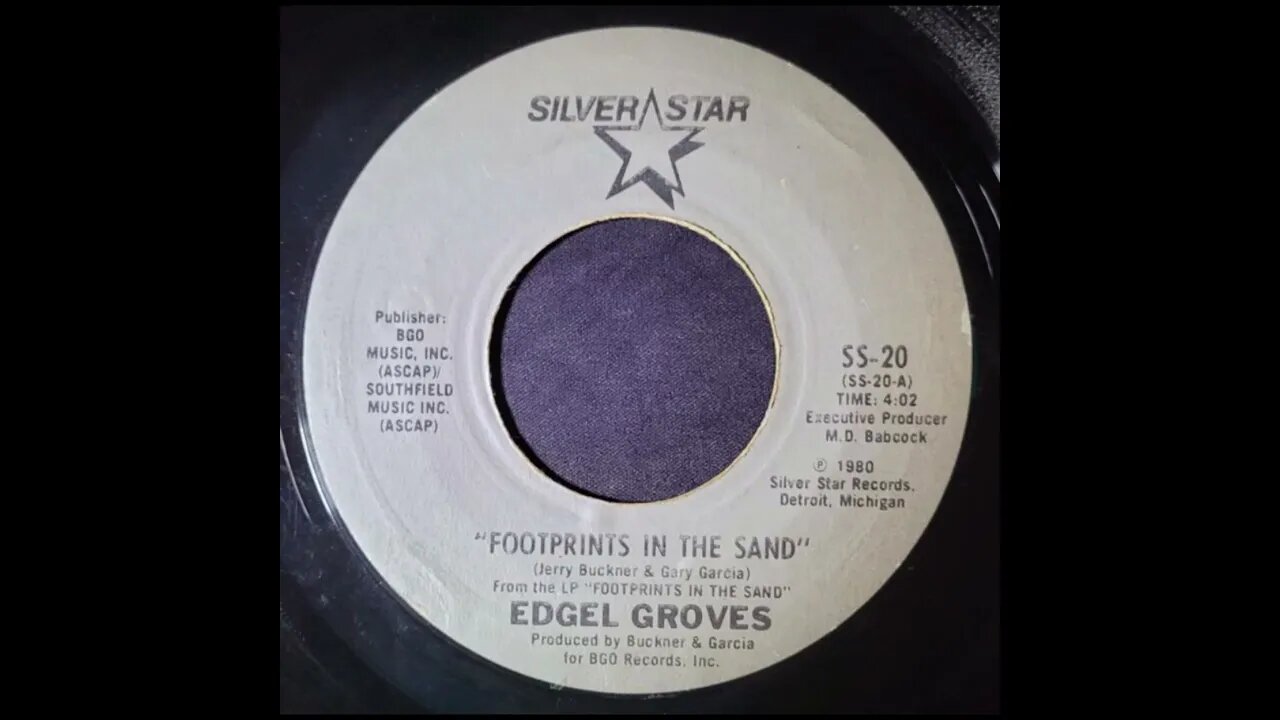 SILVER STAR
Publisher:
BGO
MUSIC, INC.
(ASCAP)/
SOUTHFIELD
MUSIC INC.
(ASCAP)
SS-20
(SS-20-A)
TIME: 4:02
Executive Producer
M.D. Babcock
℗ 1980
Silver Star Records,
Detroit, Michigan
"FOOTPRINTS IN THE SAND"
(Jerry Buckner & Gary Garcia)
From the LP "FOOTPRINTS IN THE SAND"
EDGEL GROVES
Produced by Buckner & Garcia
for BGO Records, Inc.